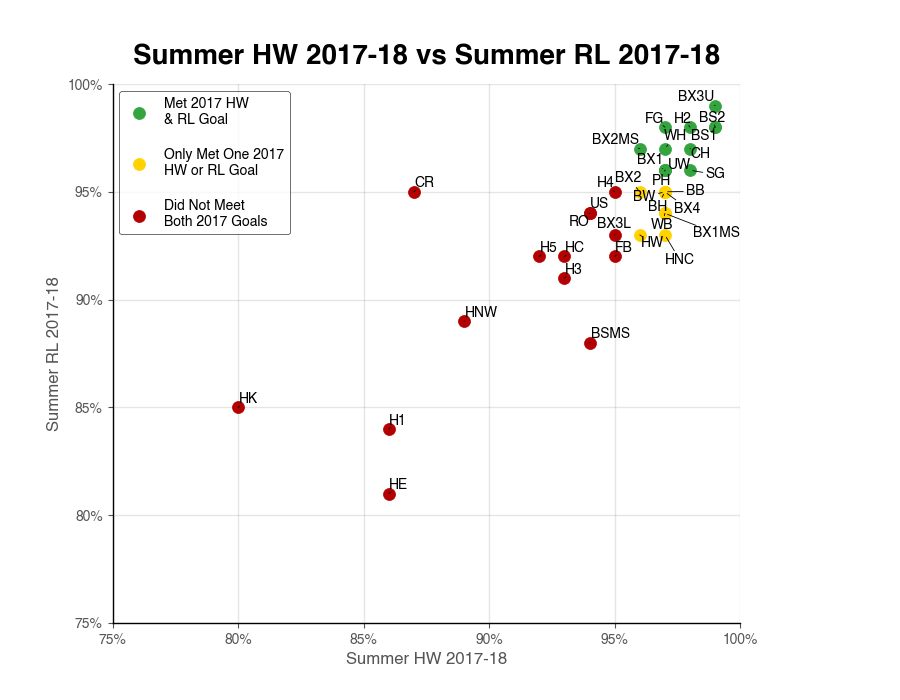 Summer HW 2017-18 vs Summer RL 2017-18
100%
95%
90%
85%
80%
75%
Summer RL 2017-18
Met 2017 HW
& RL Goal
Only Met One 2017
HW or RL Goal
Did Not Meet
Both 2017 Goals
BX3U
FG
H2
BS2
WH
BS1
BX2MS
CH
BX1
UW
SG
CR
H4
BX2
PH
BB
BW
US
BH
BX4
RO
BX3L
WB
BX1MS
H5
HC
FB
HW
HNC
H3
HNW
BSMS
HK
H1
HE
75%
80%
85%
90%
95%
100%
Summer HW 2017-18